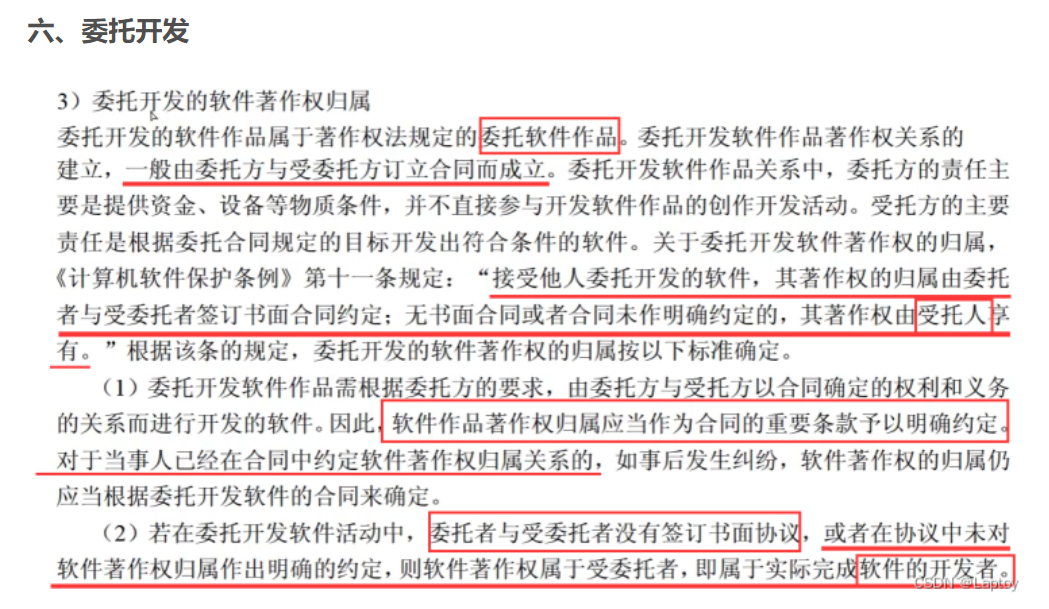 六、委托开发
3）委托开发的软件著作权归属
委托开发的软件作品属于著作权法规定的委托软件作品。委托开发软件作品著作权关系的
建立，一般由委托方与受委托方订立合同而成立。委托开发软件作品关系中，委托方的责任主
要是提供资金、设备等物质条件，并不直接参与开发软件作品的创作开发活动。受托方的主要
责任是根据委托合同规定的目标开发出符合条件的软件。关于委托开发软件著作权的归属，
《计算机软件保护条例》第十一条规定：“接受他人委托开发的软件，其著作权的归属由委托
者与受委托者签订书面合同约定；无书面合同或者合同未作明确约定的，其著作权由受托人享
有。”根据该条的规定，委托开发的软件著作权的归属按以下标准确定。
（1）委托开发软件作品需根据委托方的要求，由委托方与受托方以合同确定的权利和义务
的关系而进行开发的软件。因此，软件作品著作权归属应当作为合同的重要条款予以明确约定。
对于当事人已经在合同中约定软件著作权归属关系的，如事后发生纠纷，软件著作权的归属仍
应当根据委托开发软件的合同来确定。
（2）若在委托开发软件活动中，委托者与受委托者没有签订书面协议，或者在协议中未对
软件著作权归属作出明确的约定，则软件著作权属于受委托者，即属于实际完成软件的开发者。
CSDN @Laptoy